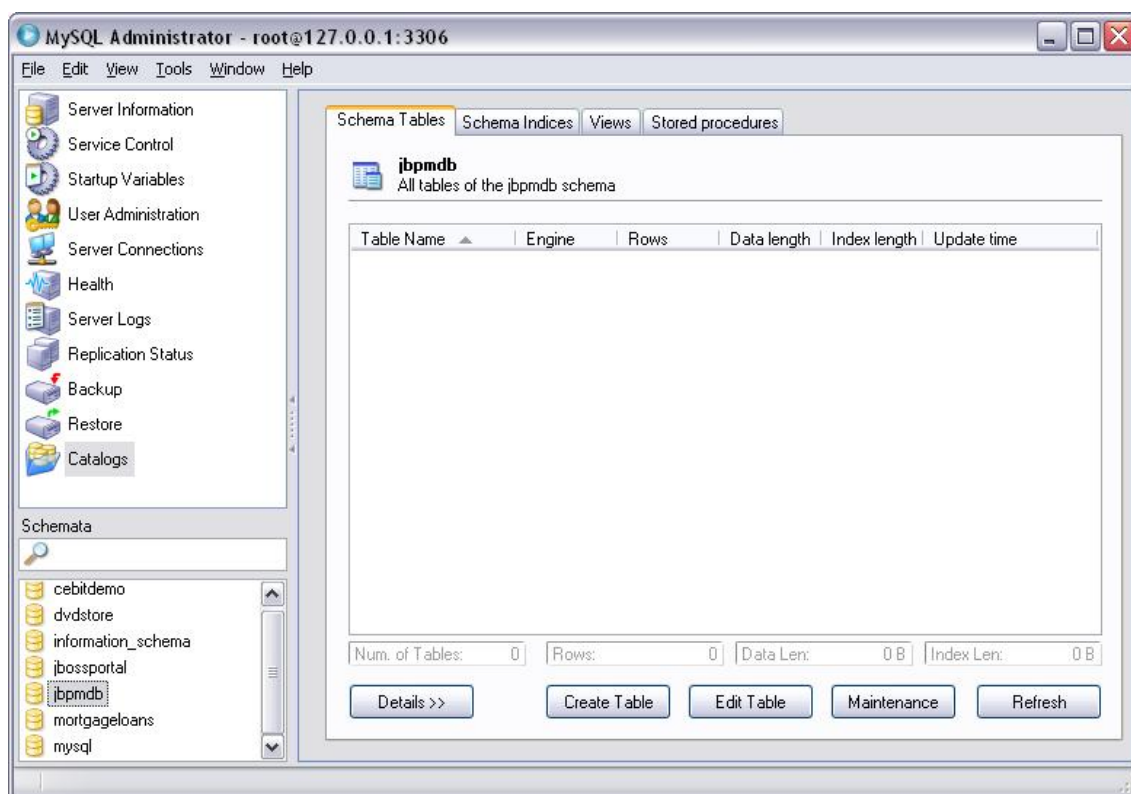 MySQL Administrator - root@127.0.0.1:3306
File Edit View Tools Window Help
Server Information
Service Control
Startup Variables
User Administration
Server Connections
Health
Server Logs
Replication Status
Backup
Restore
Catalogs
Schemata
cebitdemo
dvdstore
information_schema
jbossportal
jbpmdb
mortgageloans
mysql
Schema Tables Schema Indices Views Stored procedures
jbpmdb
All tables of the jbpmdb schema
Table Name Engine Rows Data length Index length Update time
Num. of Tables: 0 Rows: 0 Data Len: 0 B Index Len: 0 B
Details >> Create Table Edit Table Maintenance Refresh